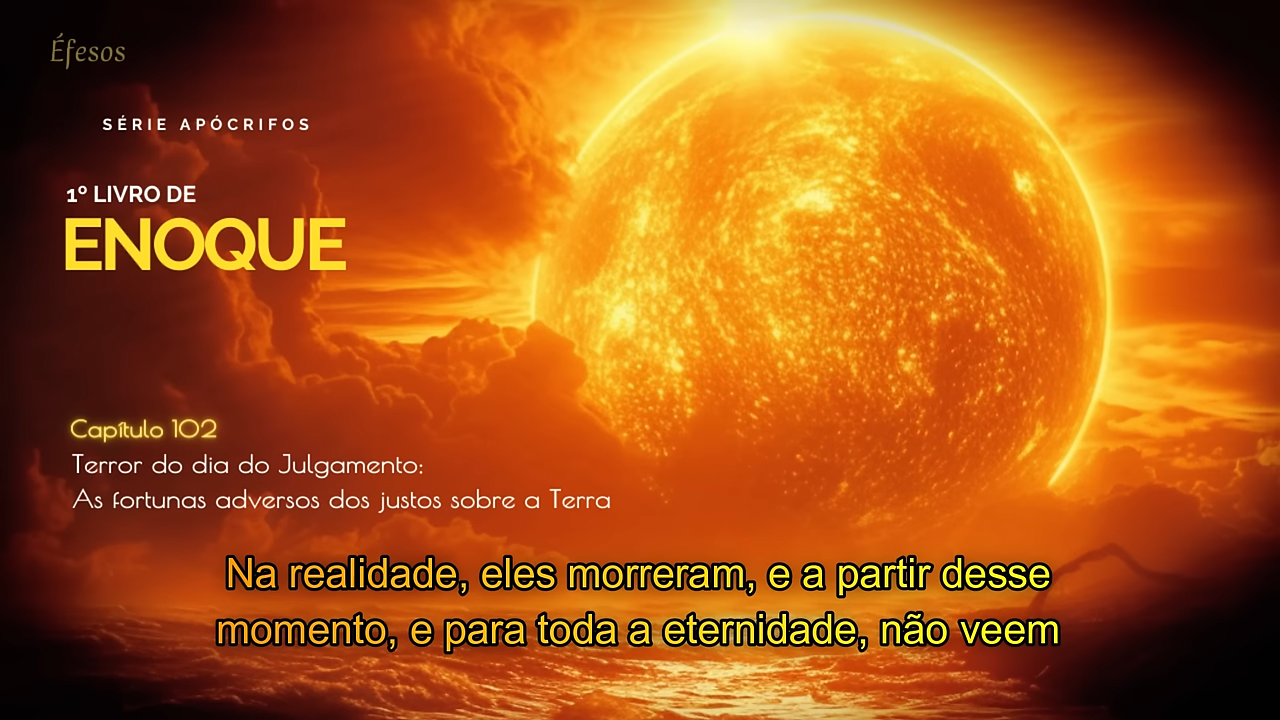 Éfesos
SÉRIE APÓCRIFOS
1º LIVRO DE
ENOQUE
Capítulo 102
Terror do dia do Julgamento:
As fortunas adversos dos justos sobre a Terra
Na realidade, eles morreram, e a partir desse
momento, e para toda a eternidade, não veem